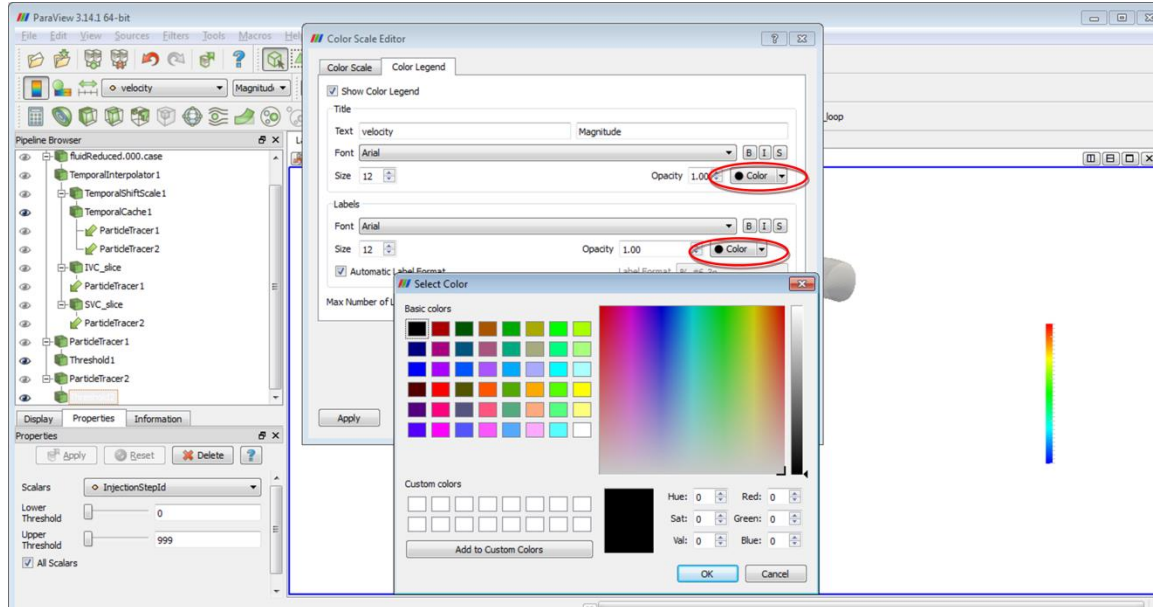 ParaView 3.14.1 64-bit
File Edit View Sources Filters Tools Macros Hel
velocity
Magnitud
_loop
Pipeline Browser
fluidReduced.000.case
TemporalInterpolator1
TemporalShiftScale1
TemporalCache1
ParticleTracer1
ParticleTracer2
IVC_slice
ParticleTracer1
SVC_slice
ParticleTracer2
ParticleTracer1
Threshold1
ParticleTracer2
Display Properties Information
Properties
Apply Reset Delete ?
Scalars InjectionStepId
Lower Threshold 0
Upper Threshold 999
All Scalars
Color Scale Editor
Color Scale Color Legend
Show Color Legend
Title
Text velocity Magnitude
Font Arial B I S
Size 12 Opacity 1.00 Color
Labels
Font Arial B I S
Size 12 Opacity 1.00 Color
Automatic Label Format Label Format
Max Number of L
Apply
Select Color
Basic colors
Custom colors
Add to Custom Colors
Hue: 0 Red: 0
Sat: 0 Green: 0
Val: 0 Blue: 0
OK Cancel